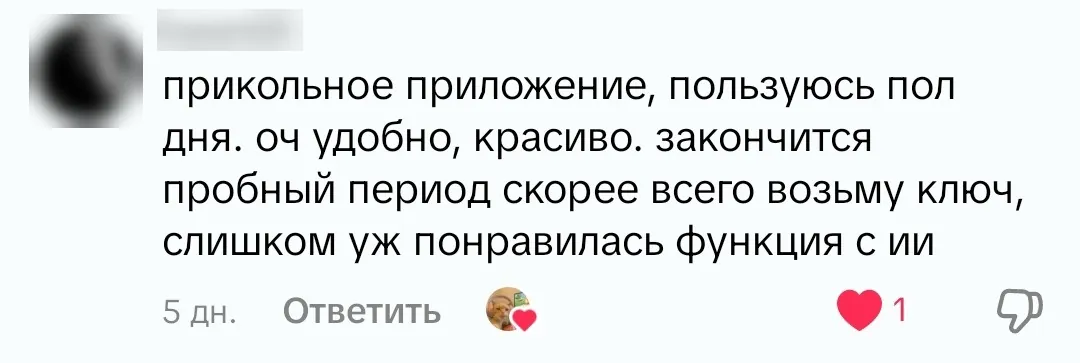 прикольное приложение, пользуюсь пол
дня. оч удобно, красиво. закончится
пробный период скорее всего возьму ключ,
слишком уж понравилась функция с ии
5 дн. Ответить 1